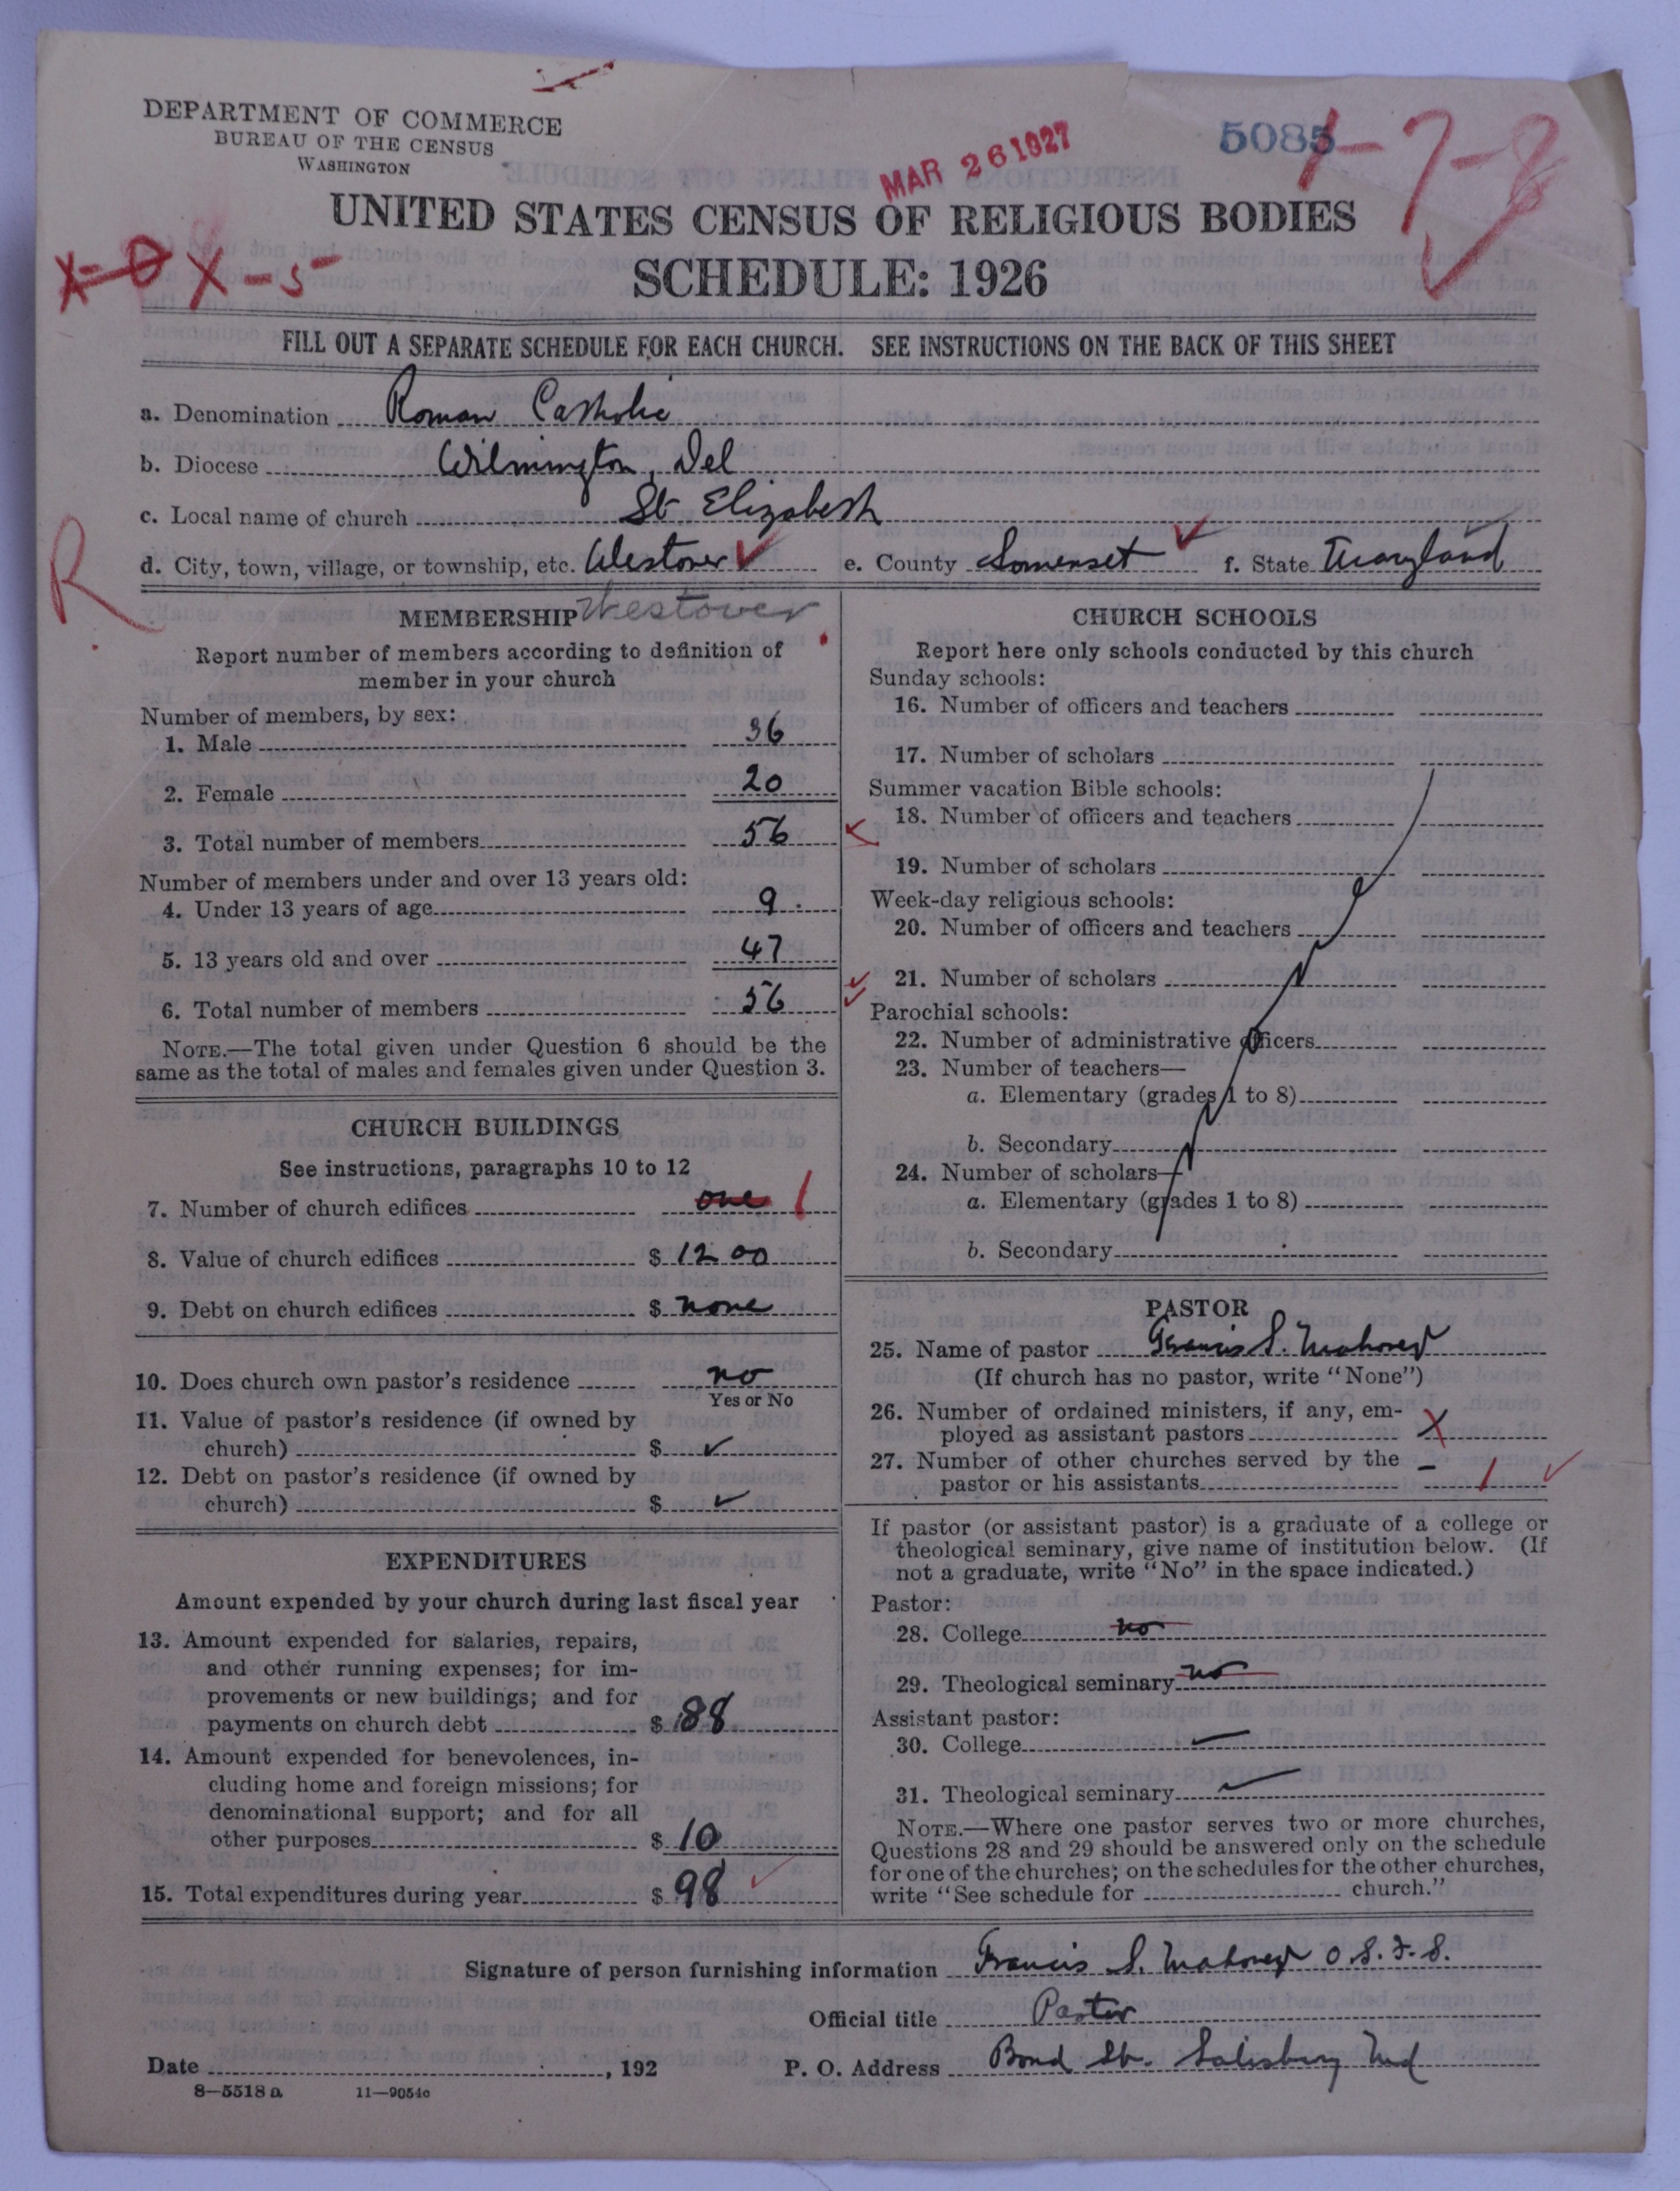 DEPARTMENT OF COMMERCE
BUREAU OF THE CENSUS
WASHINGTON
MAR 26 1927
5085
1-7-8
UNITED STATES CENSUS OF RELIGIOUS BODIES
X-0 X-5
SCHEDULE: 1926
FILL OUT A SEPARATE SCHEDULE FOR EACH CHURCH. SEE INSTRUCTIONS ON THE BACK OF THIS SHEET
a. Denomination Roman Catholic
b. Diocese Wilmington, Del
c. Local name of church St Elizabeth
R
d. City, town, village, or township, etc. Westover e. County Somerset f. State Maryland
MEMBERSHIP Westover
Report number of members according to definition of
member in your church
Number of members, by sex:
1. Male 36
2. Female 20
3. Total number of members 56
Number of members under and over 13 years old:
4. Under 13 years of age 9
5. 13 years old and over 47
6. Total number of members 56
NOTE.—The total given under Question 6 should be the
same as the total of males and females given under Question 3.
CHURCH BUILDINGS
See instructions, paragraphs 10 to 12
7. Number of church edifices one 1
8. Value of church edifices $ 1200
9. Debt on church edifices $ none
10. Does church own pastor's residence no
Yes or No
11. Value of pastor's residence (if owned by
church) $ ✓
12. Debt on pastor's residence (if owned by
church) $ ✓
EXPENDITURES
Amount expended by your church during last fiscal year
13. Amount expended for salaries, repairs,
and other running expenses; for im-
provements or new buildings; and for
payments on church debt $ 88
14. Amount expended for benevolences, in-
cluding home and foreign missions; for
denominational support; and for all
other purposes $ 10
15. Total expenditures during year $ 98
CHURCH SCHOOLS
Report here only schools conducted by this church
Sunday schools:
16. Number of officers and teachers
17. Number of scholars
Summer vacation Bible schools:
18. Number of officers and teachers
19. Number of scholars
Week-day religious schools:
20. Number of officers and teachers
21. Number of scholars
Parochial schools:
22. Number of administrative officers
23. Number of teachers—
a. Elementary (grades 1 to 8)
b. Secondary
24. Number of scholars—
a. Elementary (grades 1 to 8)
b. Secondary
PASTOR
25. Name of pastor Francis S. Mahoney
(If church has no pastor, write "None")
26. Number of ordained ministers, if any, em-
ployed as assistant pastors X
27. Number of other churches served by the
pastor or his assistants 1
If pastor (or assistant pastor) is a graduate of a college or
theological seminary, give name of institution below. (If
not a graduate, write "No" in the space indicated.)
Pastor:
28. College no
29. Theological seminary no
Assistant pastor:
30. College
31. Theological seminary
NOTE.—Where one pastor serves two or more churches,
Questions 28 and 29 should be answered only on the schedule
for one of the churches; on the schedules for the other churches,
write "See schedule for church."
Signature of person furnishing information Francis S. Mahoney O.S.F.S.
Official title Pastor
Date , 192 P. O. Address Bond St. Salisbury Md
8—5518 a 11—9054c